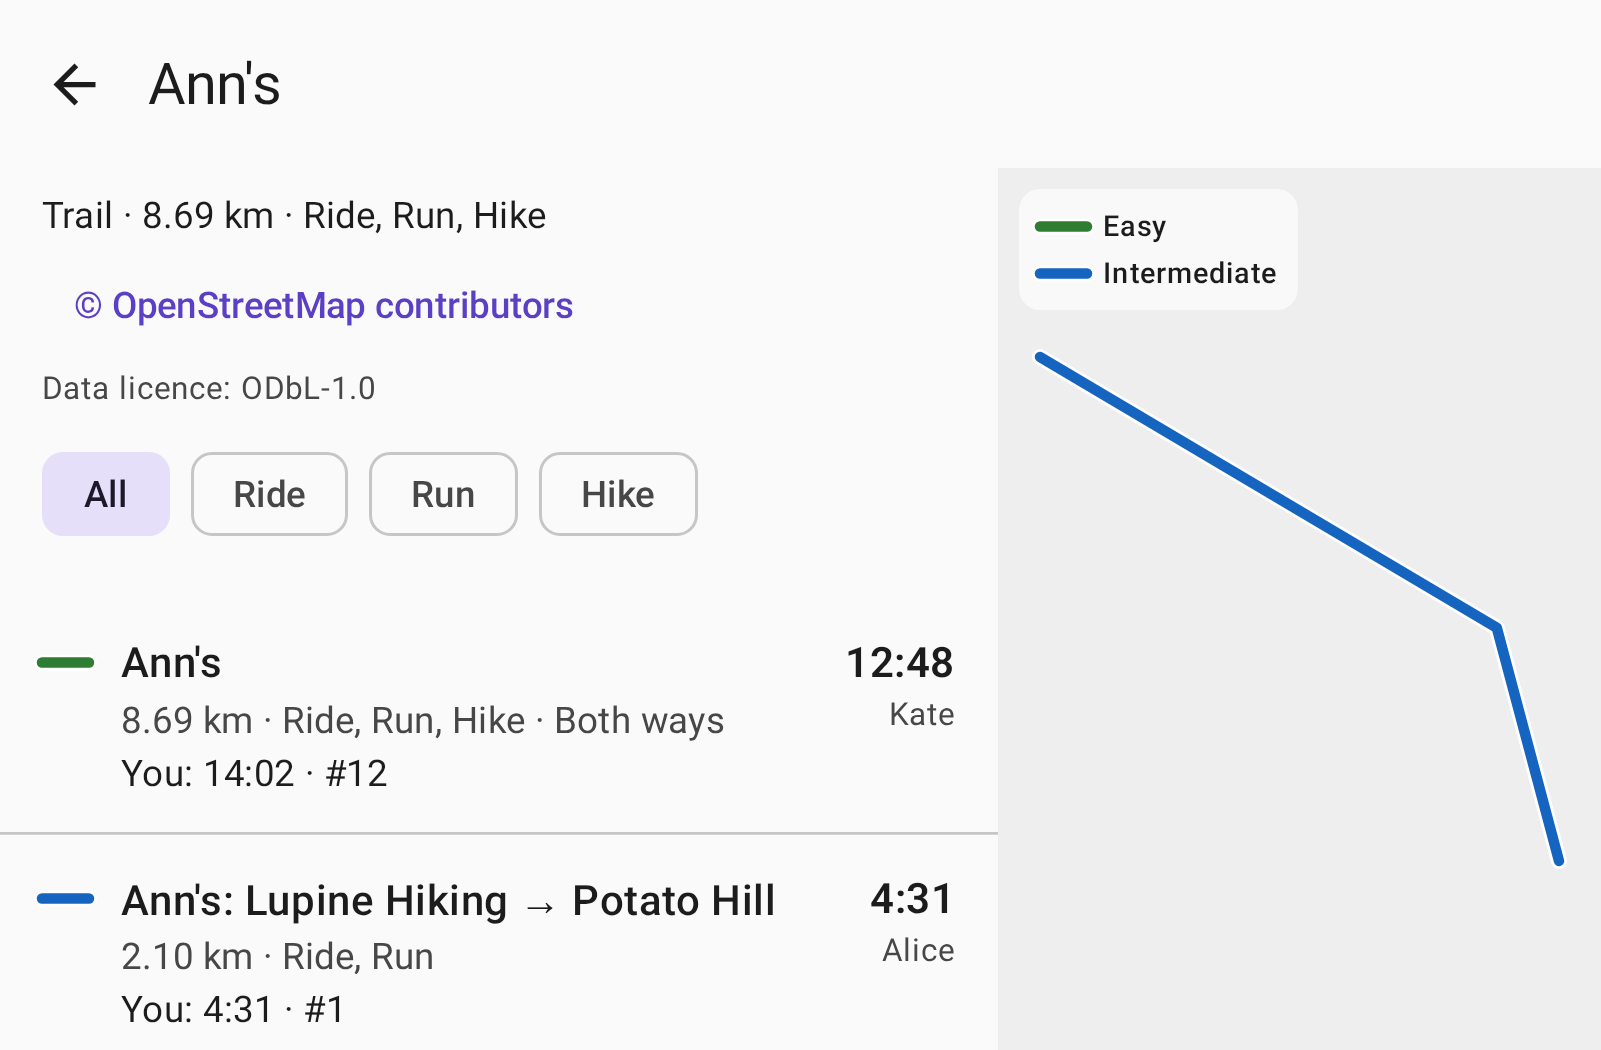 Ann's
Trail · 8.69 km · Ride, Run, Hike
© OpenStreetMap contributors
Data licence: ODbL-1.0
All
Ride
Run
Hike
Ann's
12:48
8.69 km · Ride, Run, Hike · Both ways
Kate
You: 14:02 · #12
Ann's: Lupine Hiking → Potato Hill
4:31
2.10 km · Ride, Run
Alice
You: 4:31 · #1
Easy
Intermediate